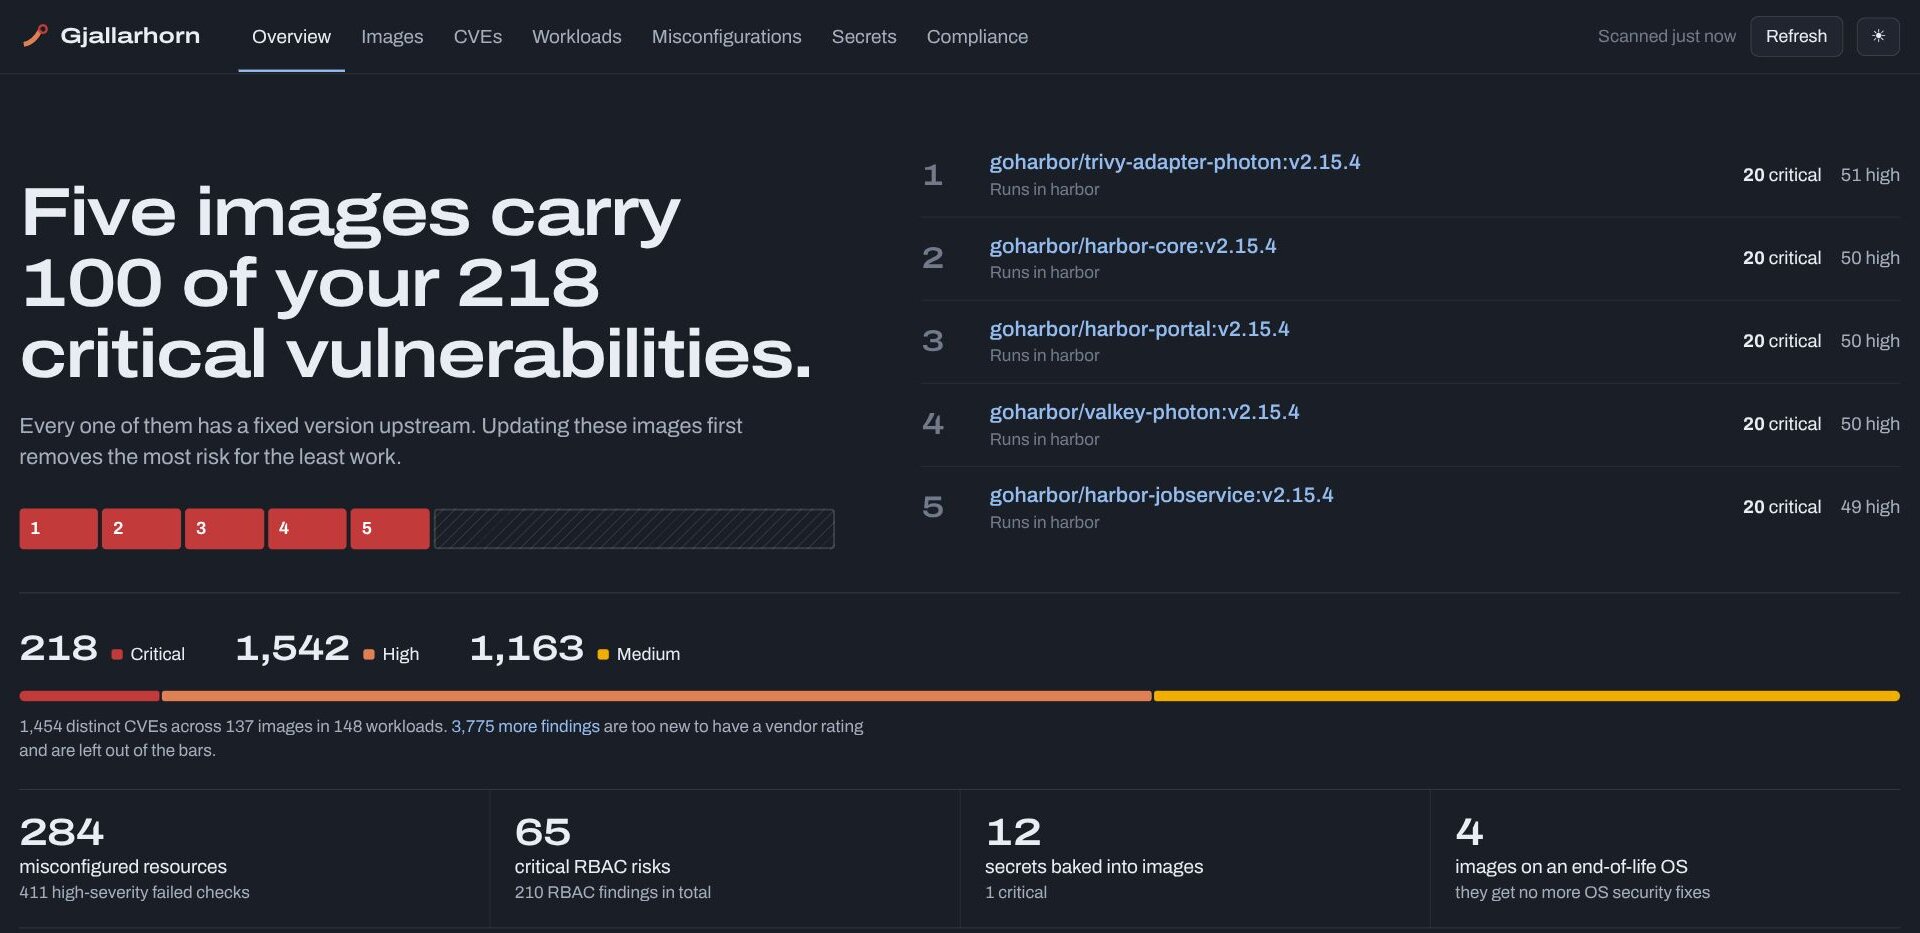 Gjallarhorn
Overview
Images
CVEs
Workloads
Misconfigurations
Secrets
Compliance
Scanned just now
Refresh
Five images carry
100 of your 218
critical vulnerabilities.
Every one of them has a fixed version upstream. Updating these images first
removes the most risk for the least work.
1
2
3
4
5
1
goharbor/trivy-adapter-photon:v2.15.4
Runs in harbor
20 critical
51 high
2
goharbor/harbor-core:v2.15.4
Runs in harbor
20 critical
50 high
3
goharbor/harbor-portal:v2.15.4
Runs in harbor
20 critical
50 high
4
goharbor/valkey-photon:v2.15.4
Runs in harbor
20 critical
50 high
5
goharbor/harbor-jobservice:v2.15.4
Runs in harbor
20 critical
49 high
218 Critical
1,542 High
1,163 Medium
1,454 distinct CVEs across 137 images in 148 workloads. 3,775 more findings are too new to have a vendor rating
and are left out of the bars.
284
misconfigured resources
411 high-severity failed checks
65
critical RBAC risks
210 RBAC findings in total
12
secrets baked into images
1 critical
4
images on an end-of-life OS
they get no more OS security fixes